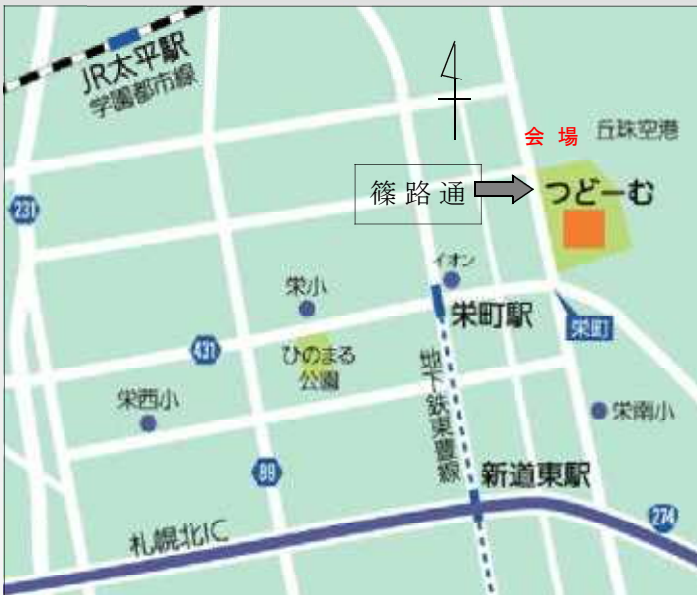 JR太平駅
学園都市線
会場
丘珠空港
篠路通
つどーむ
231
イオン
栄小
栄町駅
栄町
431
ひのまる
公園
地下鉄東豊線
栄西小
栄南小
89
新道東駅
274
札幌北IC